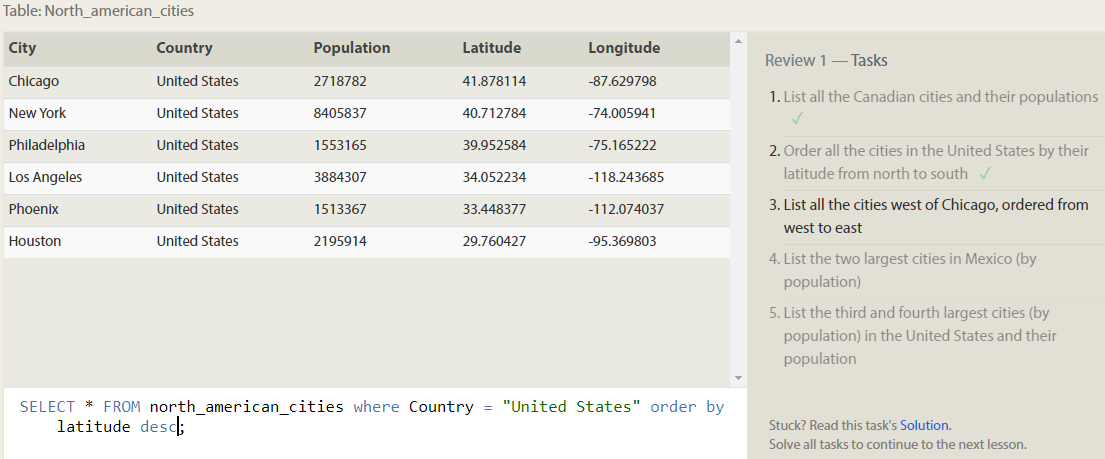 Table: North_american_cities
City Country Population Latitude Longitude
Chicago United States 2718782 41.878114 -87.629798
New York United States 8405837 40.712784 -74.005941
Philadelphia United States 1553165 39.952584 -75.165222
Los Angeles United States 3884307 34.052234 -118.243685
Phoenix United States 1513367 33.448377 -112.074037
Houston United States 2195914 29.760427 -95.369803
SELECT * FROM north_american_cities where Country = "United States" order by
latitude desc;
Review 1 — Tasks
1. List all the Canadian cities and their populations
✓
2. Order all the cities in the United States by their
latitude from north to south ✓
3. List all the cities west of Chicago, ordered from
west to east
4. List the two largest cities in Mexico (by
population)
5. List the third and fourth largest cities (by
population) in the United States and their
population
Stuck? Read this task's Solution.
Solve all tasks to continue to the next lesson.